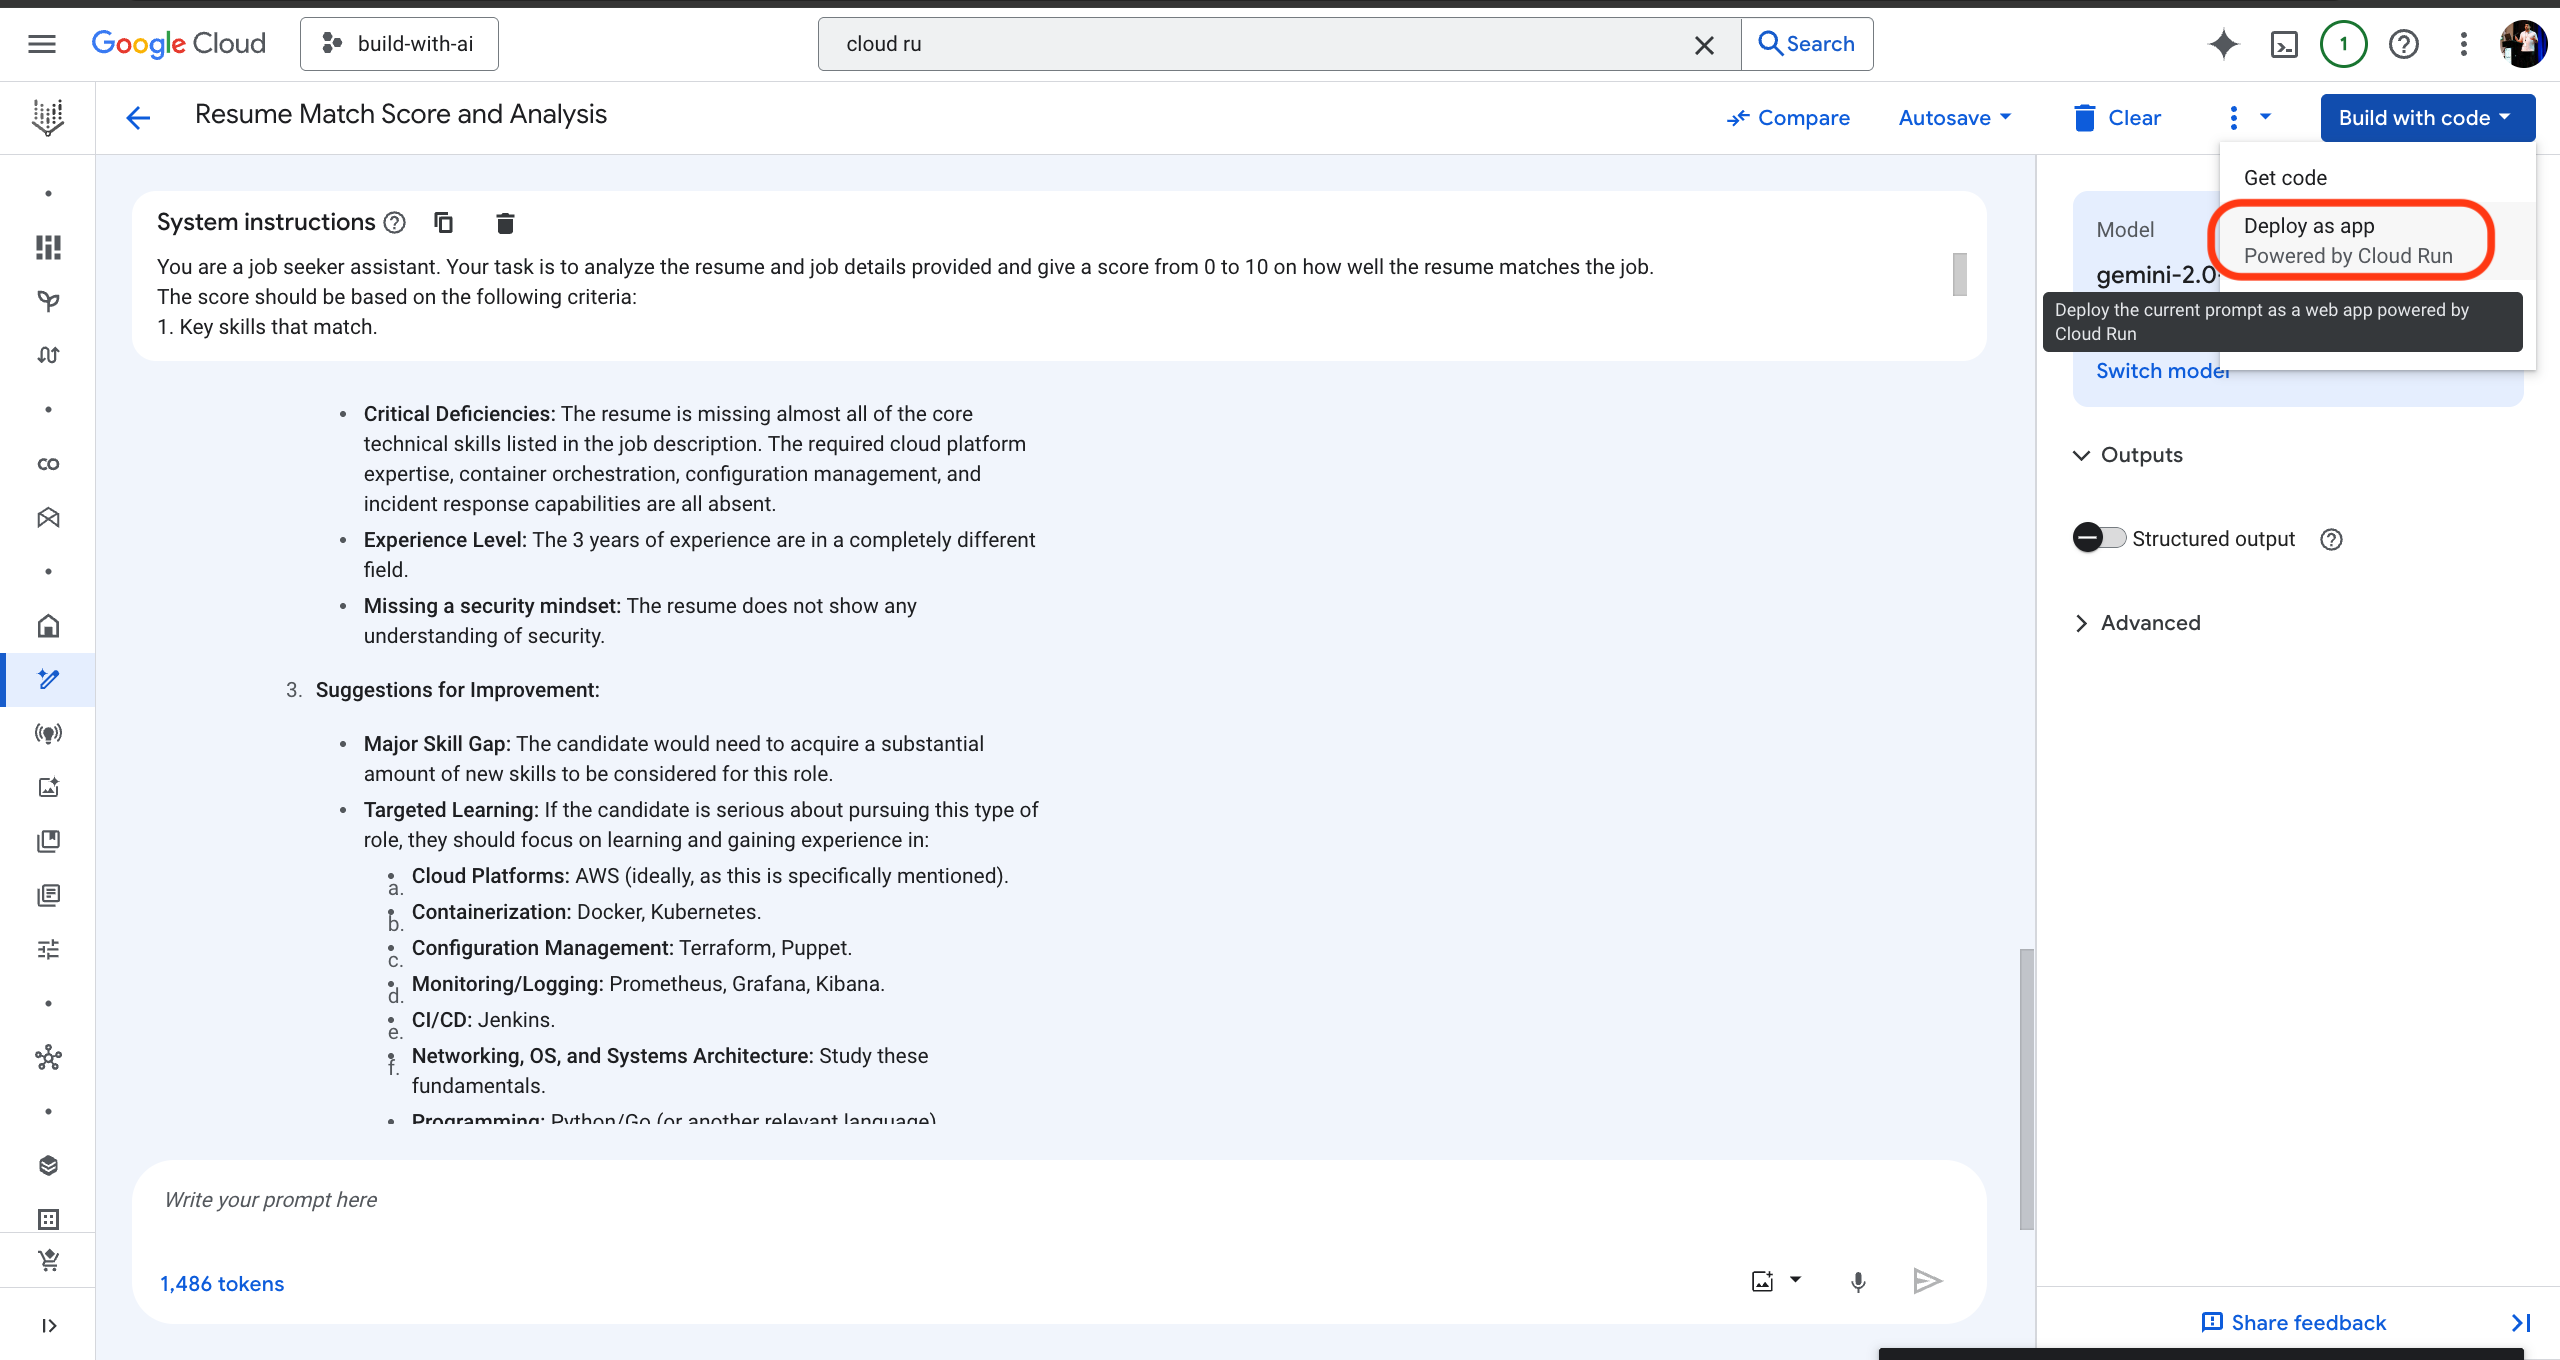 Google Cloud
build-with-ai
cloud ru
Search
1
Resume Match Score and Analysis
Compare
Autosave
Clear
Build with code
Get code
Deploy as app
Powered by Cloud Run
Deploy the current prompt as a web app powered by
Cloud Run
System instructions
You are a job seeker assistant. Your task is to analyze the resume and job details provided and give a score from 0 to 10 on how well the resume matches the job.
The score should be based on the following criteria:
1. Key skills that match.
• Critical Deficiencies: The resume is missing almost all of the core
technical skills listed in the job description. The required cloud platform
expertise, container orchestration, configuration management, and
incident response capabilities are all absent.
• Experience Level: The 3 years of experience are in a completely different
field.
• Missing a security mindset: The resume does not show any
understanding of security.
3. Suggestions for Improvement:
• Major Skill Gap: The candidate would need to acquire a substantial
amount of new skills to be considered for this role.
• Targeted Learning: If the candidate is serious about pursuing this type of
role, they should focus on learning and gaining experience in:
a. Cloud Platforms: AWS (ideally, as this is specifically mentioned).
b. Containerization: Docker, Kubernetes.
c. Configuration Management: Terraform, Puppet.
d. Monitoring/Logging: Prometheus, Grafana, Kibana.
e. CI/CD: Jenkins.
f. Networking, OS, and Systems Architecture: Study these
fundamentals.
• Programming: Python/Go (or another relevant language)
Write your prompt here
1,486 tokens
Model
gemini-2.0-
Switch model
Outputs
Structured output
Advanced
Share feedback